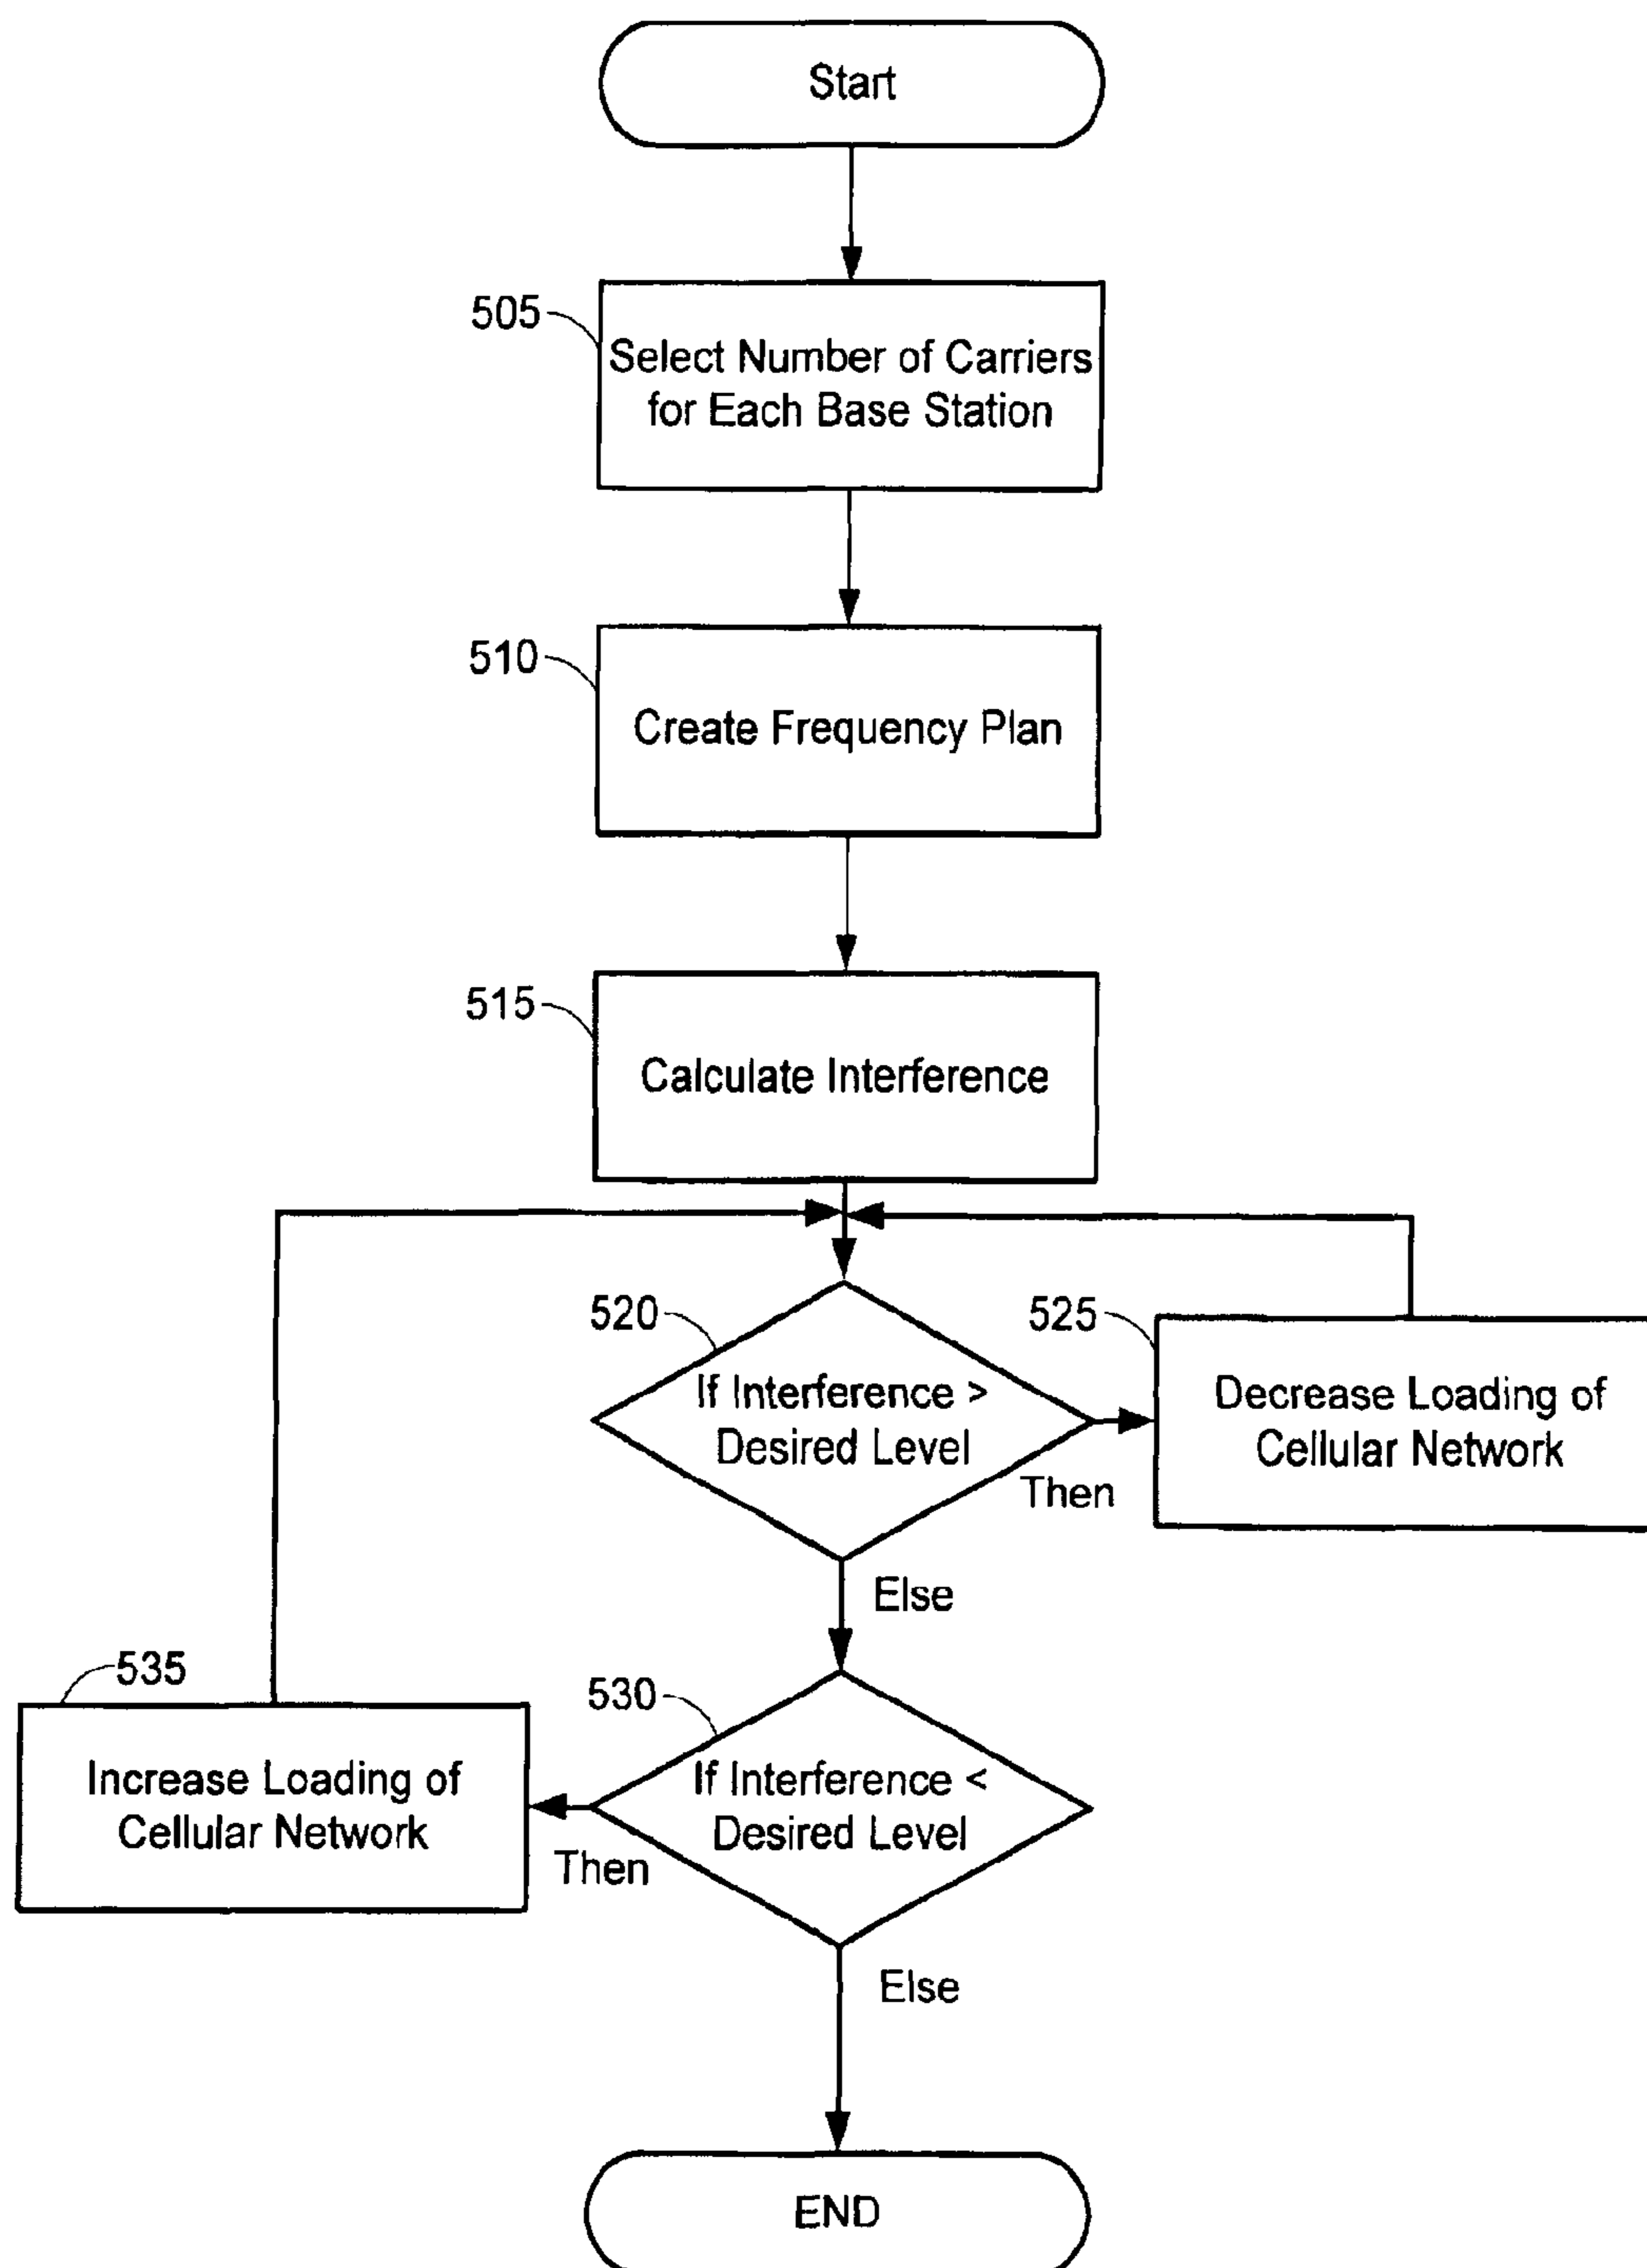 Start
505
Select Number of Carriers
for Each Base Station
510
Create Frequency Plan
515
Calculate Interference
520
If Interference >
Desired Level
Then
525
Decrease Loading of
Cellular Network
Else
535
Increase Loading of
Cellular Network
530
If Interference <
Desired Level
Then
Else
END